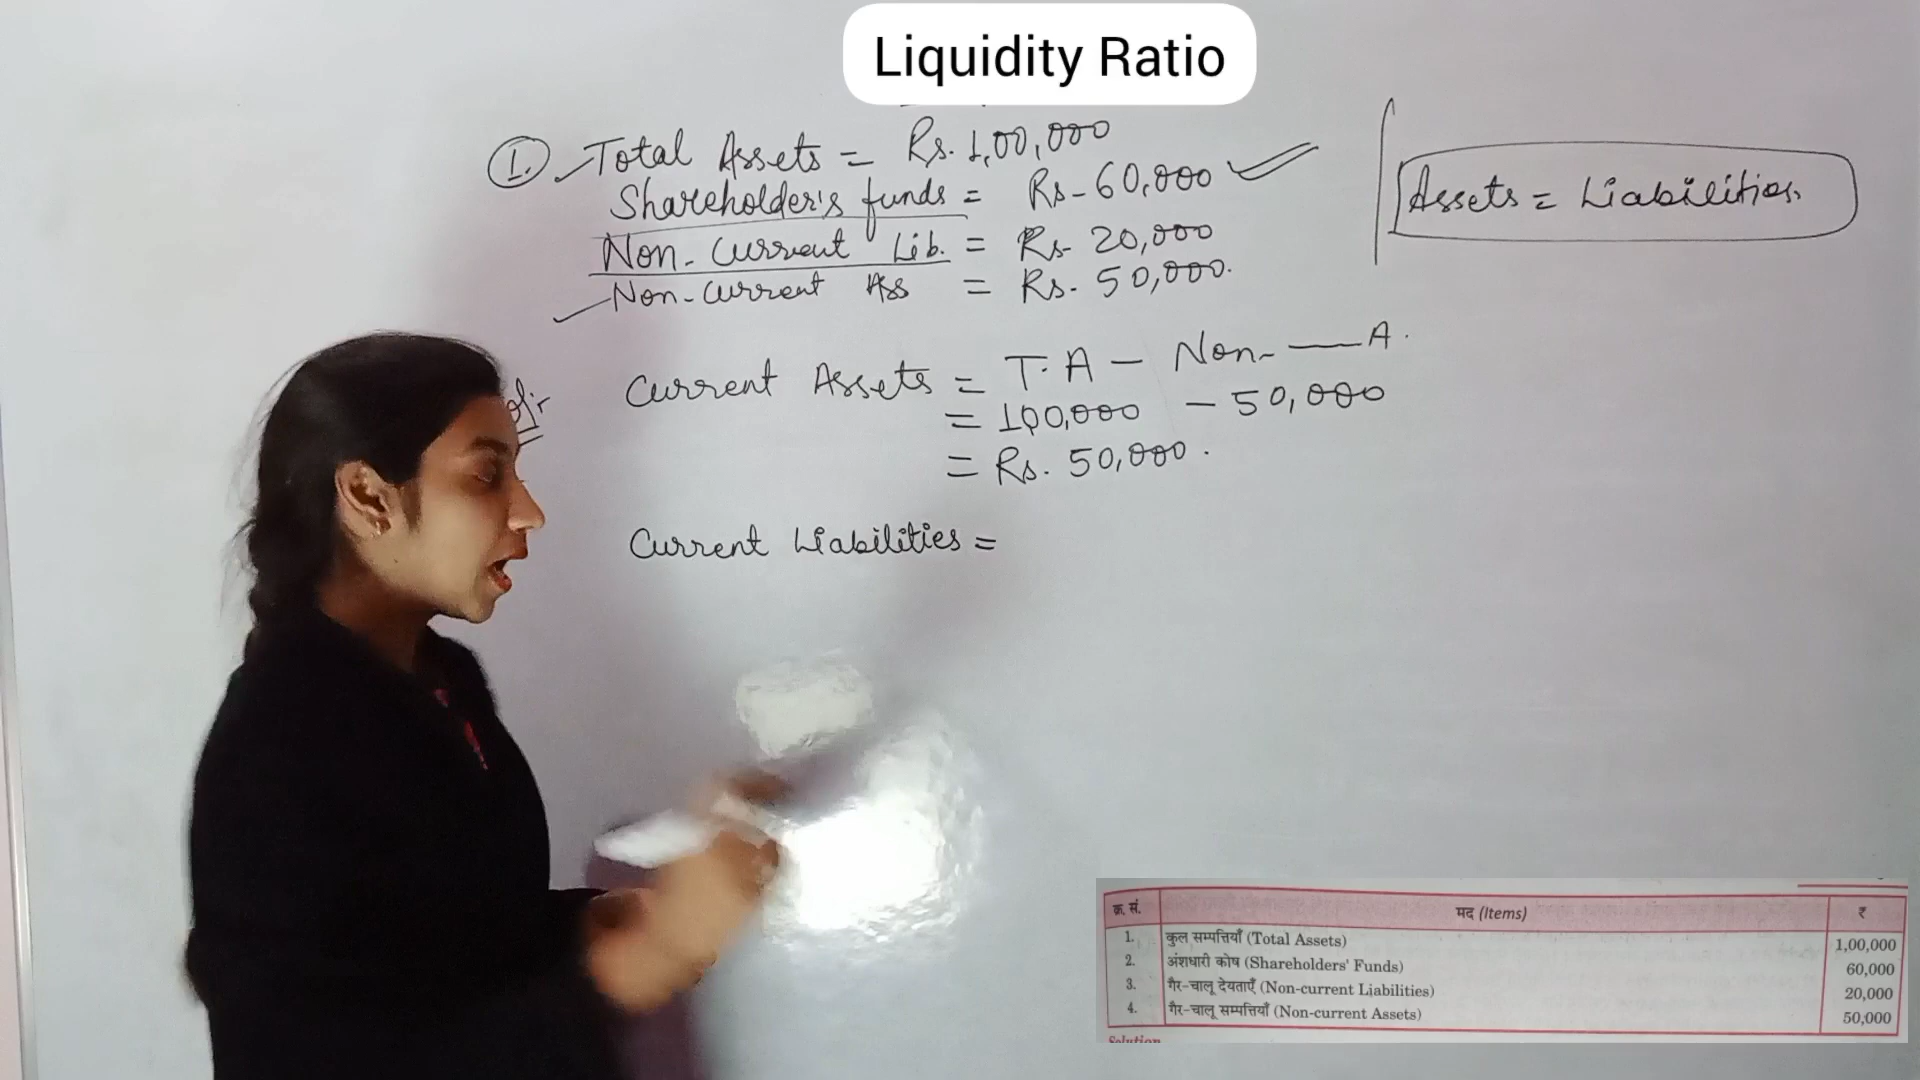 Liquidity Ratio
1. Total Assets = Rs. 1,00,000
Shareholder's funds = Rs - 60,000
Non-Current Lib. = Rs- 20,000
Non-Current Ass = Rs. 50,000.
Assets = Liabilities.
Current Assets = T.A - Non- — A.
= 100,000 - 50,000
= Rs. 50,000.
Current Liabilities =
क्र. सं. मद (Items) ₹
1. कुल सम्पत्तियाँ (Total Assets) 1,00,000
2. अंशधारी कोष (Shareholders' Funds) 60,000
3. गैर-चालू देयताएँ (Non-current Liabilities) 20,000
4. गैर-चालू सम्पत्तियाँ (Non-current Assets) 50,000
Solution